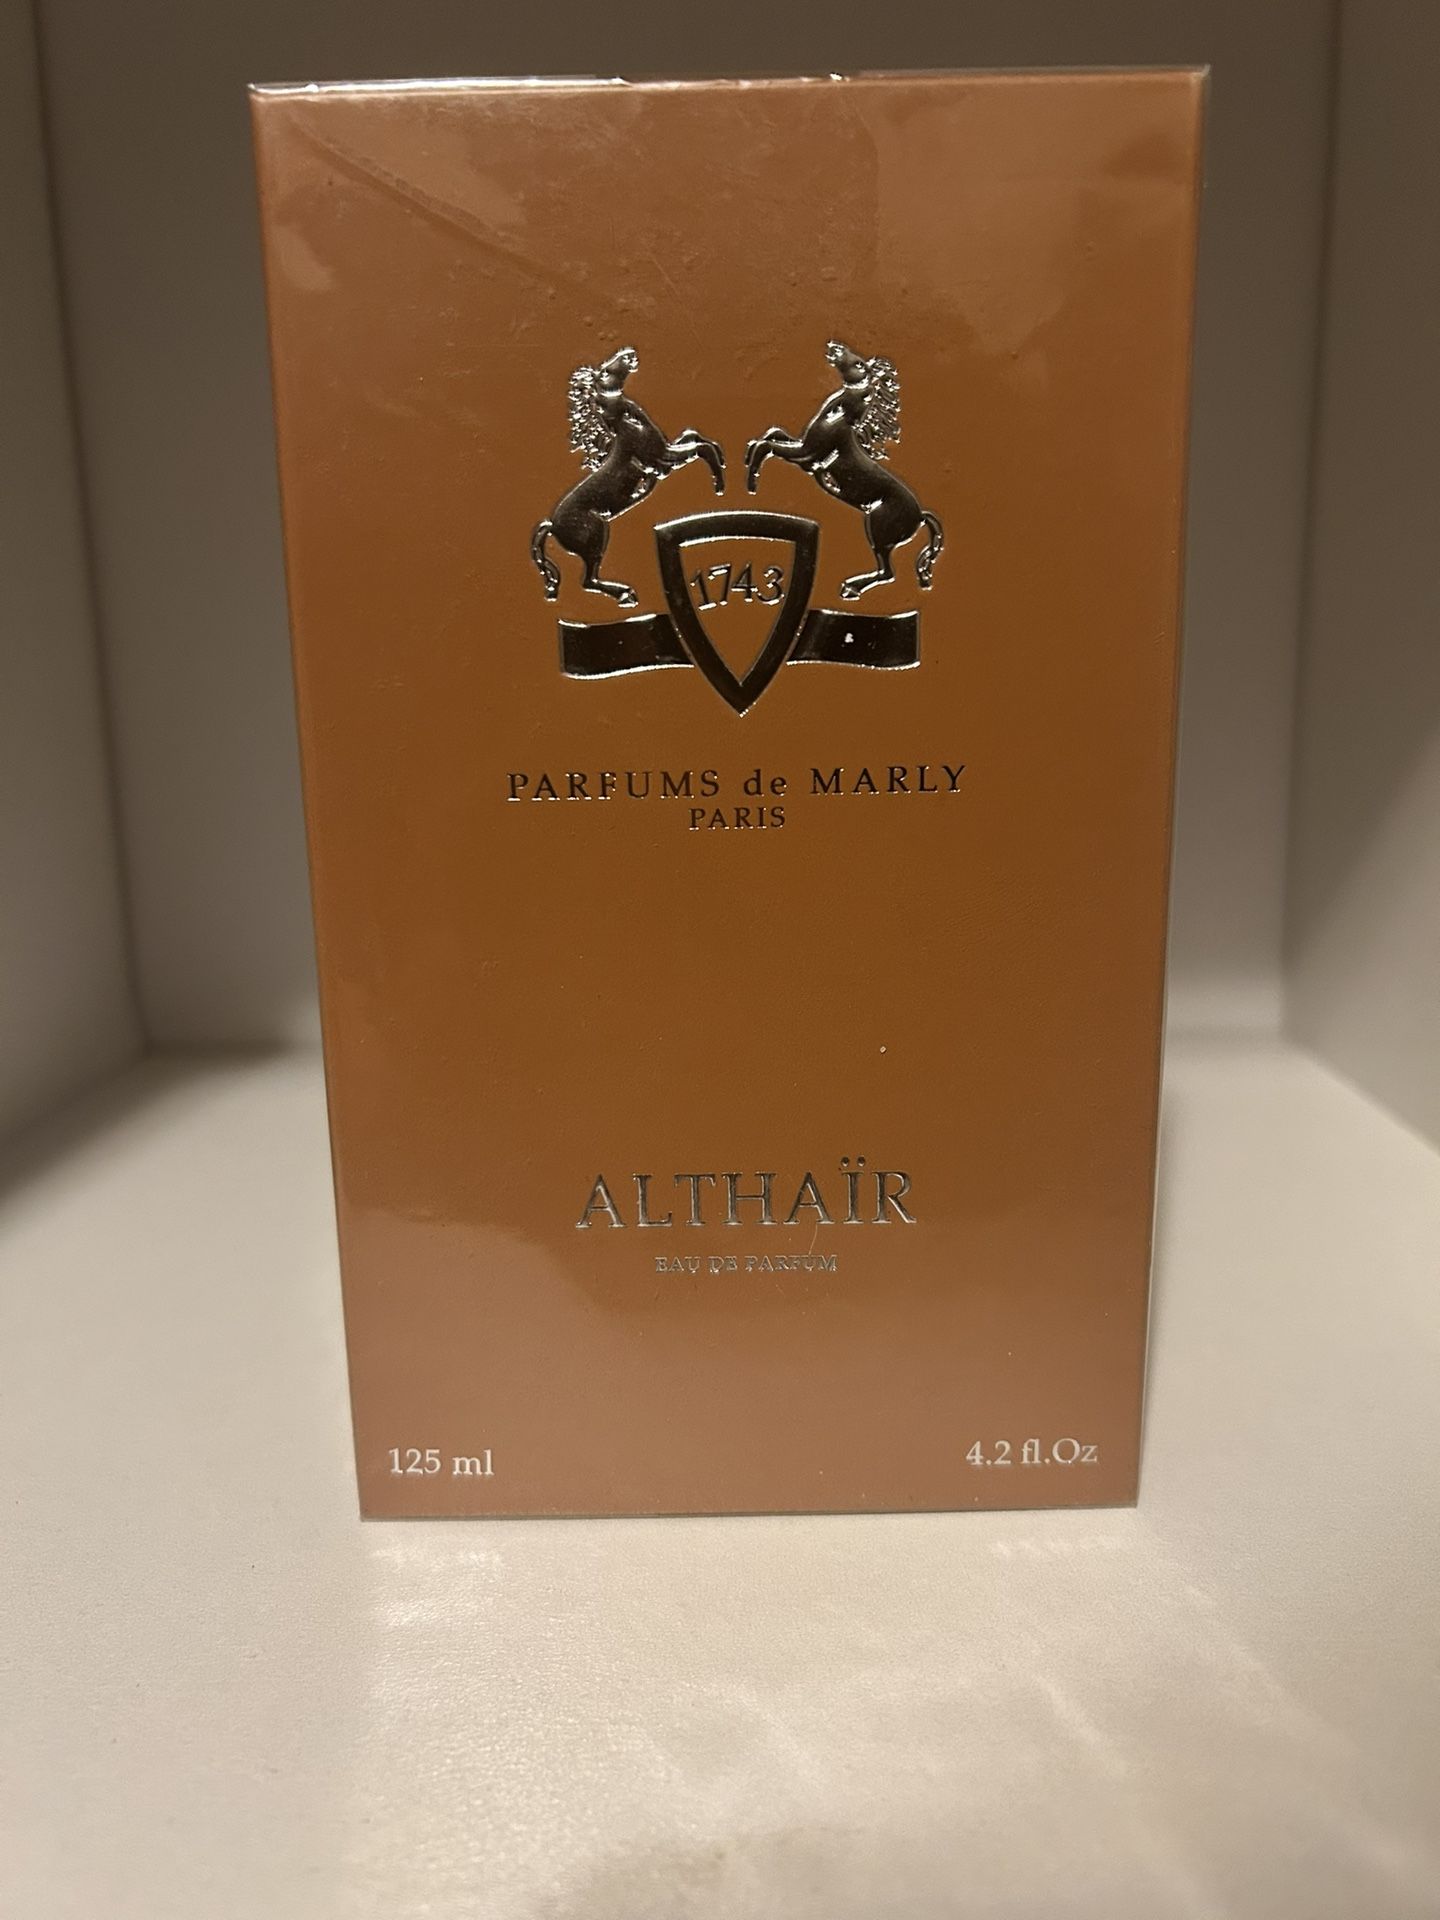 1743
PARFUMS de MARLY
PARIS
ALTHAÏR
EAU DE PARFUM
125 ml
4.2 fl.Oz